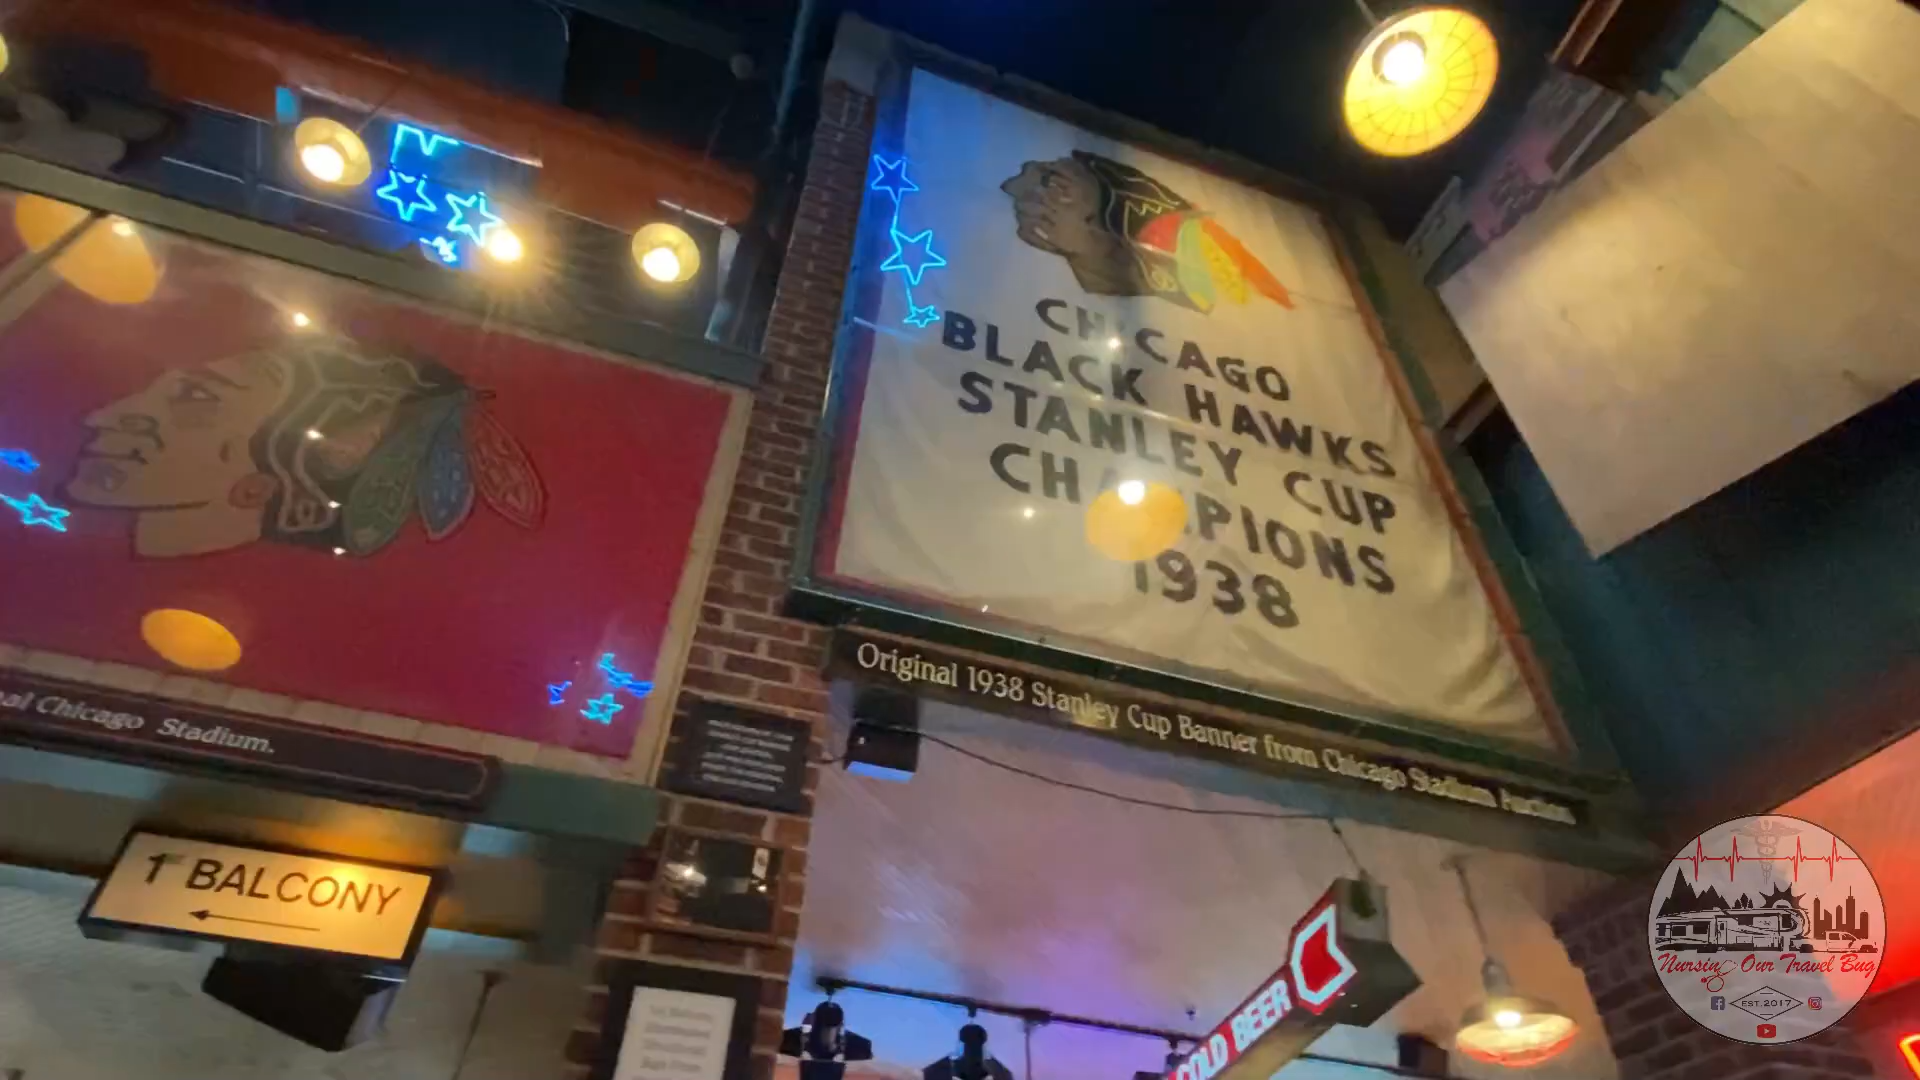 CHICAGO
BLACK HAWKS
STANLEY CUP
CHAMPIONS
1938
Original 1938 Stanley Cup Banner from Chicago Stadium
Chicago Stadium.
1ST BALCONY
COLD BEER
Nursing Our Travel Bug
EST. 2017